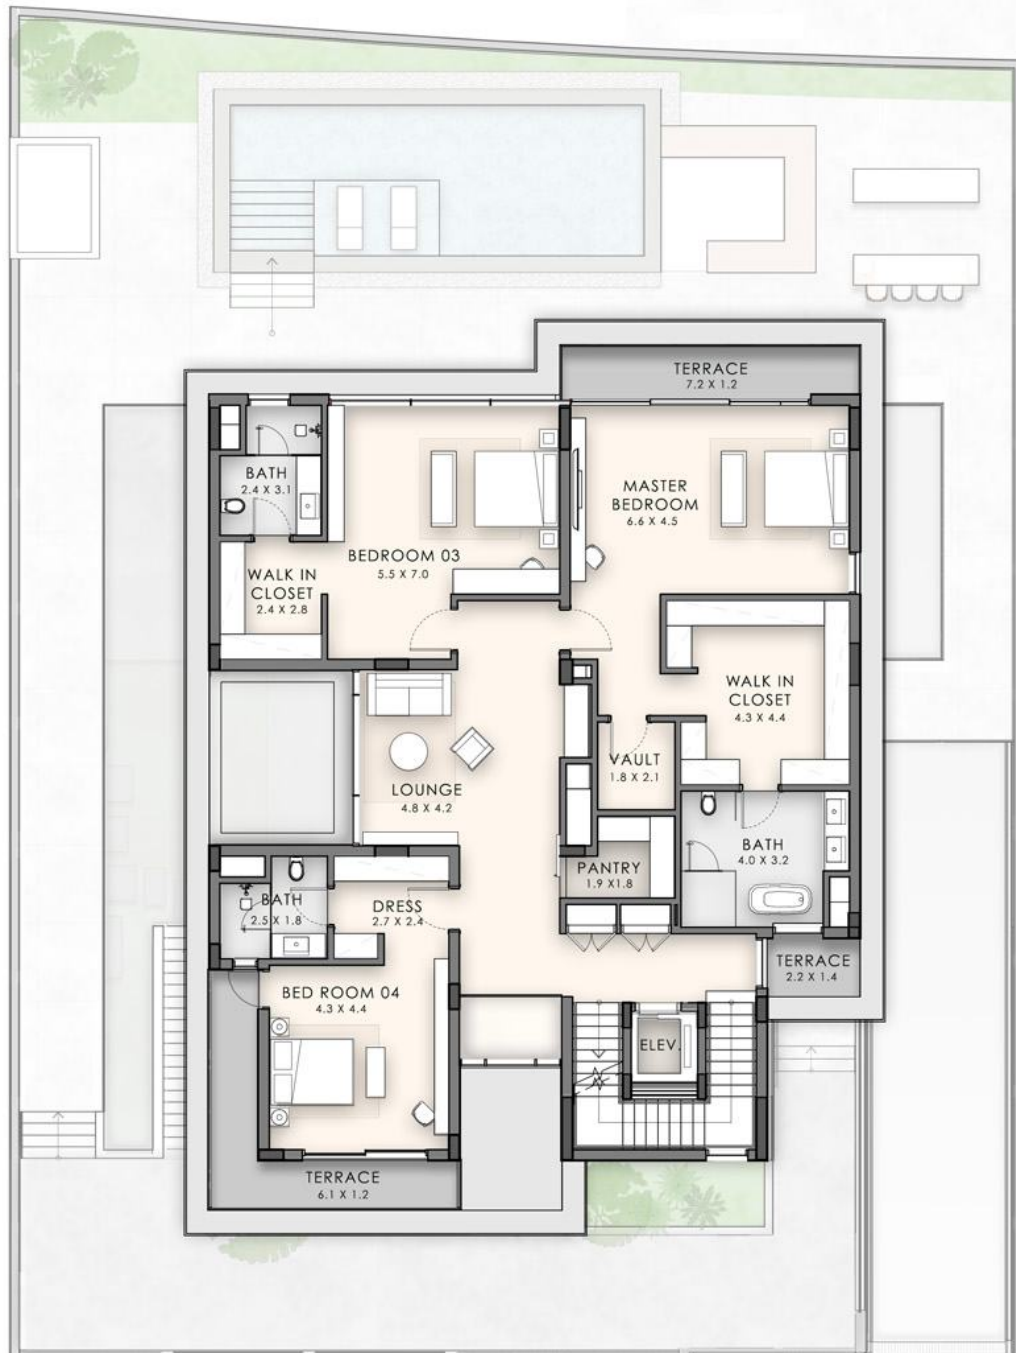 TERRACE
7.2 X 1.2
BATH
2.4 X 3.1
MASTER
BEDROOM
6.6 X 4.5
BEDROOM 03
5.5 X 7.0
WALK IN
CLOSET
2.4 X 2.8
WALK IN
CLOSET
4.3 X 4.4
VAULT
1.8 X 2.1
LOUNGE
4.8 X 4.2
BATH
4.0 X 3.2
PANTRY
1.9 X1.8
BATH
2.5 X 1.8
DRESS
2.7 X 2.4
TERRACE
2.2 X 1.4
BED ROOM 04
4.3 X 4.4
ELEV.
TERRACE
6.1 X 1.2